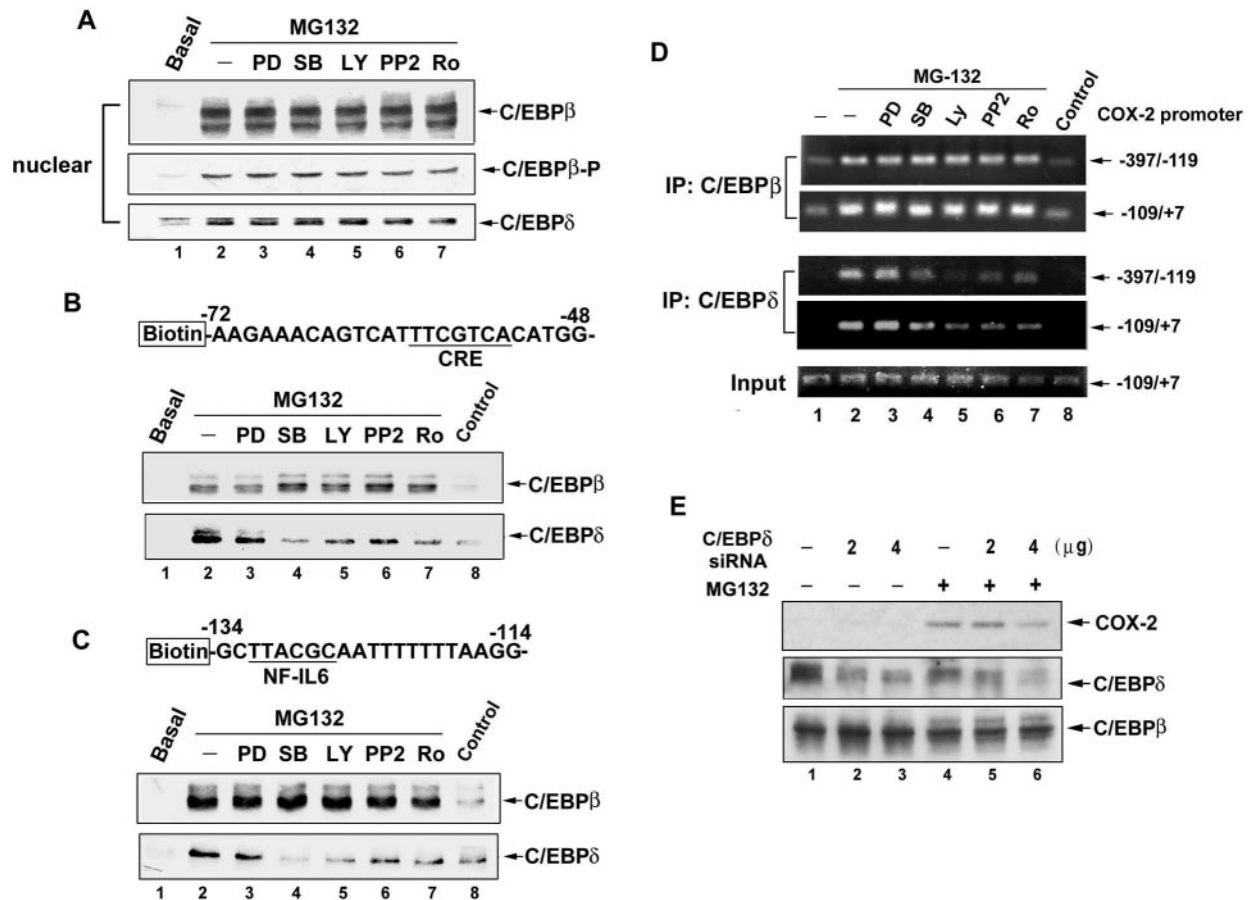 A
Basal
MG132
– PD SB LY PP2 Ro
nuclear
C/EBPβ
C/EBPβ-P
C/EBPδ
1 2 3 4 5 6 7
B
-72 -48
Biotin-AAGAAACAGTCATTTCGTCACATGG-
CRE
Basal
MG132
– PD SB LY PP2 Ro Control
C/EBPβ
C/EBPδ
1 2 3 4 5 6 7 8
C
-134 -114
Biotin-GCTTACGCAATTTTTTTAAGG-
NF-IL6
Basal
MG132
– PD SB LY PP2 Ro Control
C/EBPβ
C/EBPδ
1 2 3 4 5 6 7 8
D
MG-132
– – PD SB Ly PP2 Ro Control COX-2 promoter
IP: C/EBPβ
-397/-119
-109/+7
IP: C/EBPδ
-397/-119
-109/+7
Input -109/+7
1 2 3 4 5 6 7 8
E
C/EBPδ siRNA – 2 4 – 2 4 (μg)
MG132 – – – + + +
COX-2
C/EBPδ
C/EBPβ
1 2 3 4 5 6